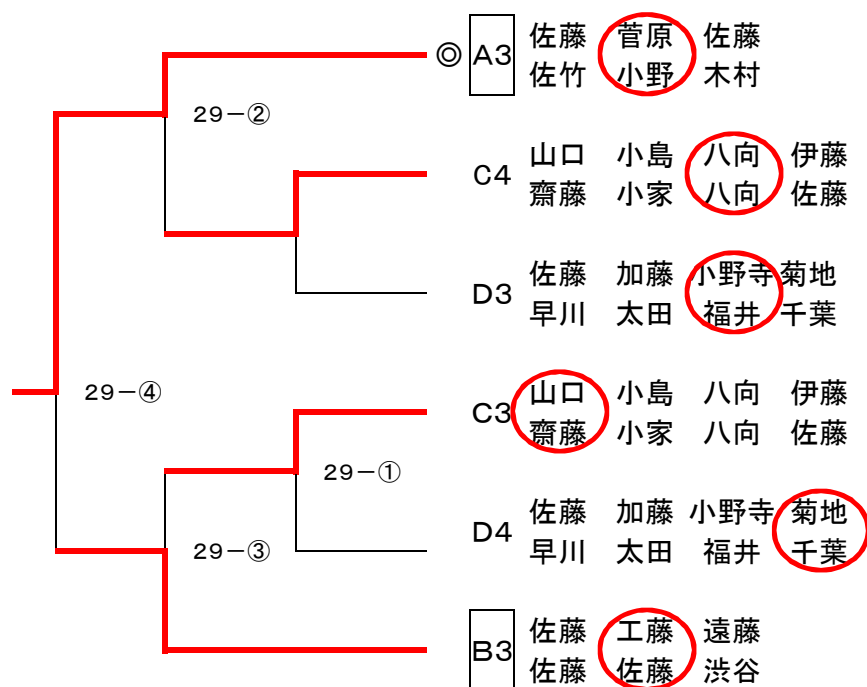 ◎ A3 佐藤 菅原 佐藤
佐竹 小野 木村
29-②
C4 山口 小島 八向 伊藤
齋藤 小家 八向 佐藤
D3 佐藤 加藤 小野寺 菊地
早川 太田 福井 千葉
29-④
C3 山口 小島 八向 伊藤
齋藤 小家 八向 佐藤
29-①
D4 佐藤 加藤 小野寺 菊地
早川 太田 福井 千葉
29-③
B3 佐藤 工藤 遠藤
佐藤 佐藤 渋谷